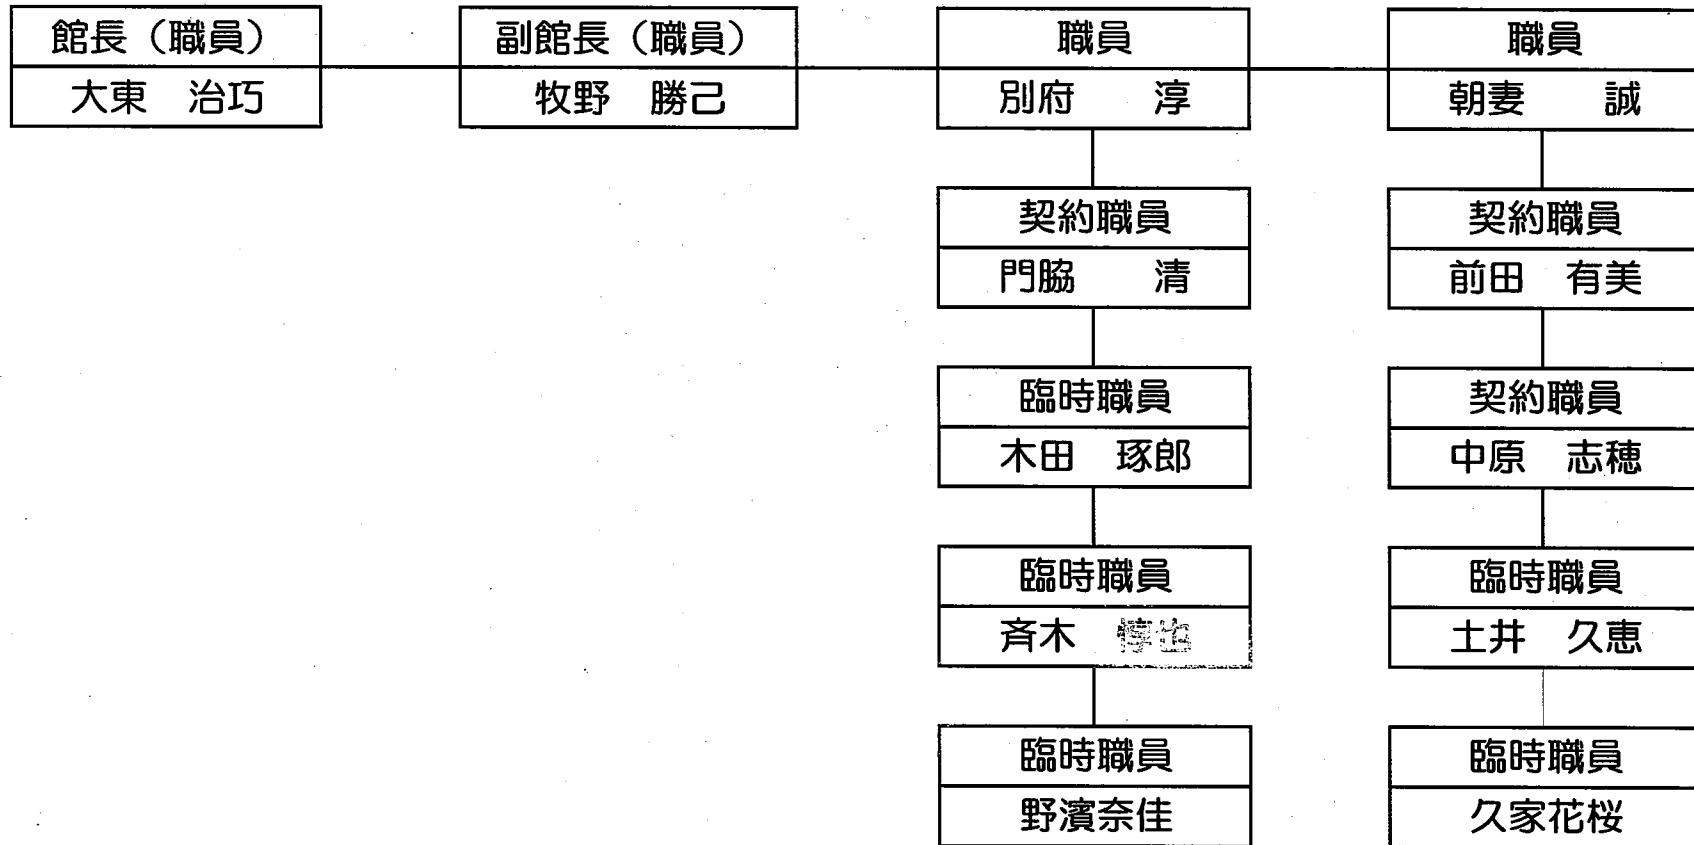 館長（職員）
大東　治巧
副館長（職員）
牧野　勝己
職員
別府　淳
契約職員
門脇　清
臨時職員
木田　琢郎
臨時職員
斉木
臨時職員
野濱奈佳
職員
朝妻　誠
契約職員
前田　有美
契約職員
中原　志穂
臨時職員
土井　久恵
臨時職員
久家花桜